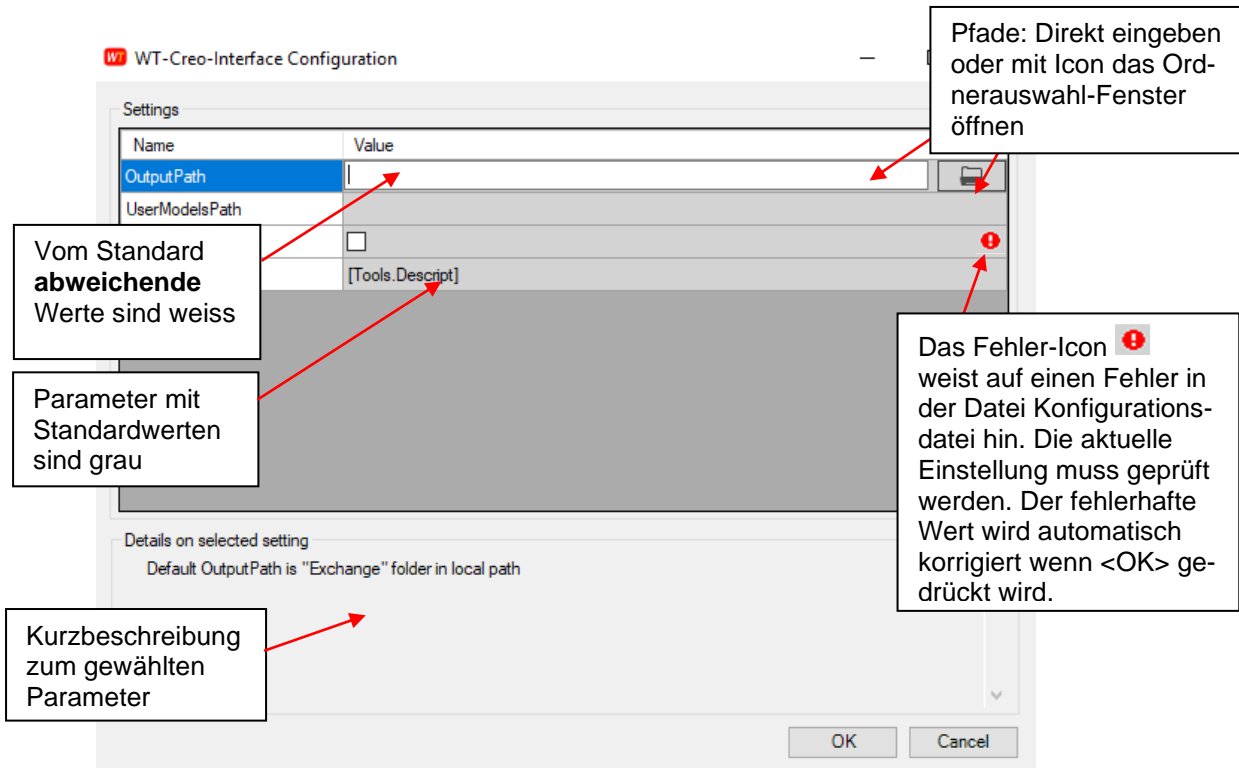 Pfade: Direkt eingeben
oder mit Icon das Ord-
nerauswahl-Fenster
öffnen
WT WT-Creo-Interface Configuration
Settings
Name Value
OutputPath
UserModelsPath
Vom Standard
abweichende
Werte sind weiss
[Tools.Descript]
Parameter mit
Standardwerten
sind grau
Das Fehler-Icon
weist auf einen Fehler in
der Datei Konfigurations-
datei hin. Die aktuelle
Einstellung muss geprüft
werden. Der fehlerhafte
Wert wird automatisch
korrigiert wenn <OK> ge-
drückt wird.
Details on selected setting
Default OutputPath is "Exchange" folder in local path
Kurzbeschreibung
zum gewählten
Parameter
OK Cancel